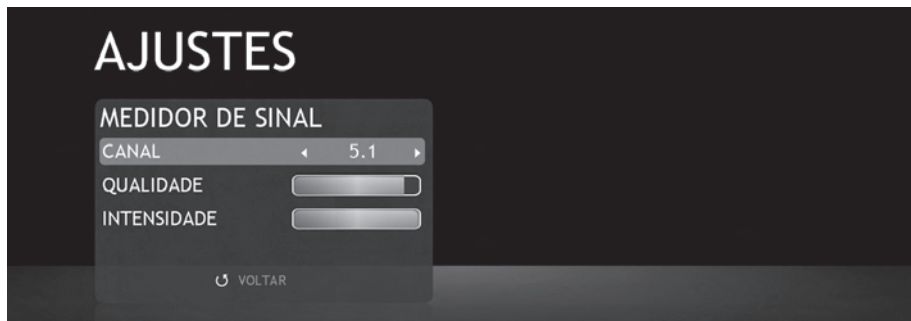 AJUSTES
MEDIDOR DE SINAL
CANAL 5.1
QUALIDADE
INTENSIDADE
VOLTAR